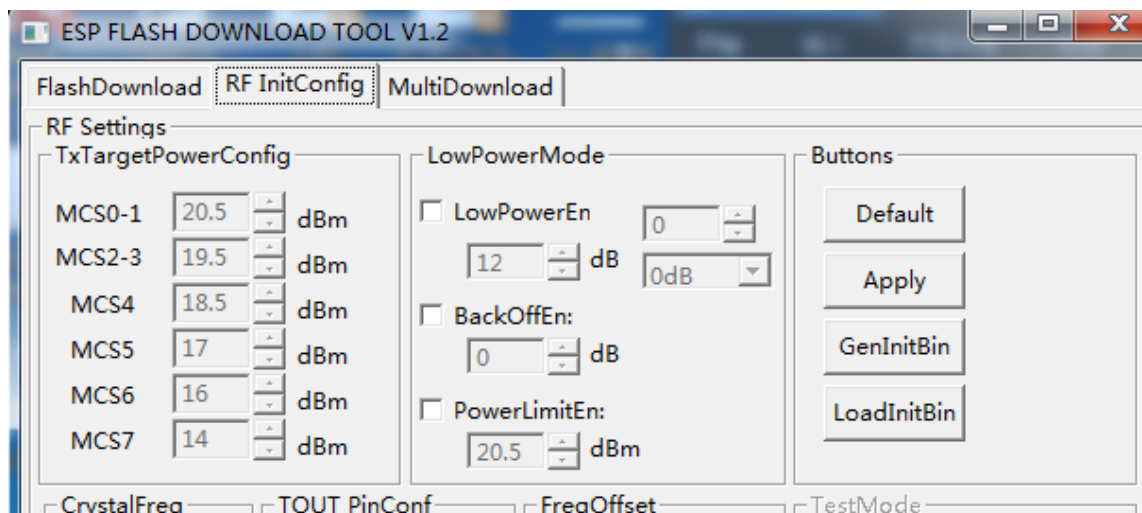 ESP FLASH DOWNLOAD TOOL V1.2
FlashDownload RF InitConfig MultiDownload
RF Settings
TxTargetPowerConfig
MCS0-1 20.5 dBm
MCS2-3 19.5 dBm
MCS4 18.5 dBm
MCS5 17 dBm
MCS6 16 dBm
MCS7 14 dBm
LowPowerMode
LowPowerEn 0
12 dB 0dB
BackOffEn:
0 dB
PowerLimitEn:
20.5 dBm
Buttons
Default
Apply
GenInitBin
LoadInitBin
CrystalFreq TOUT PinConf FreqOffset TestMode